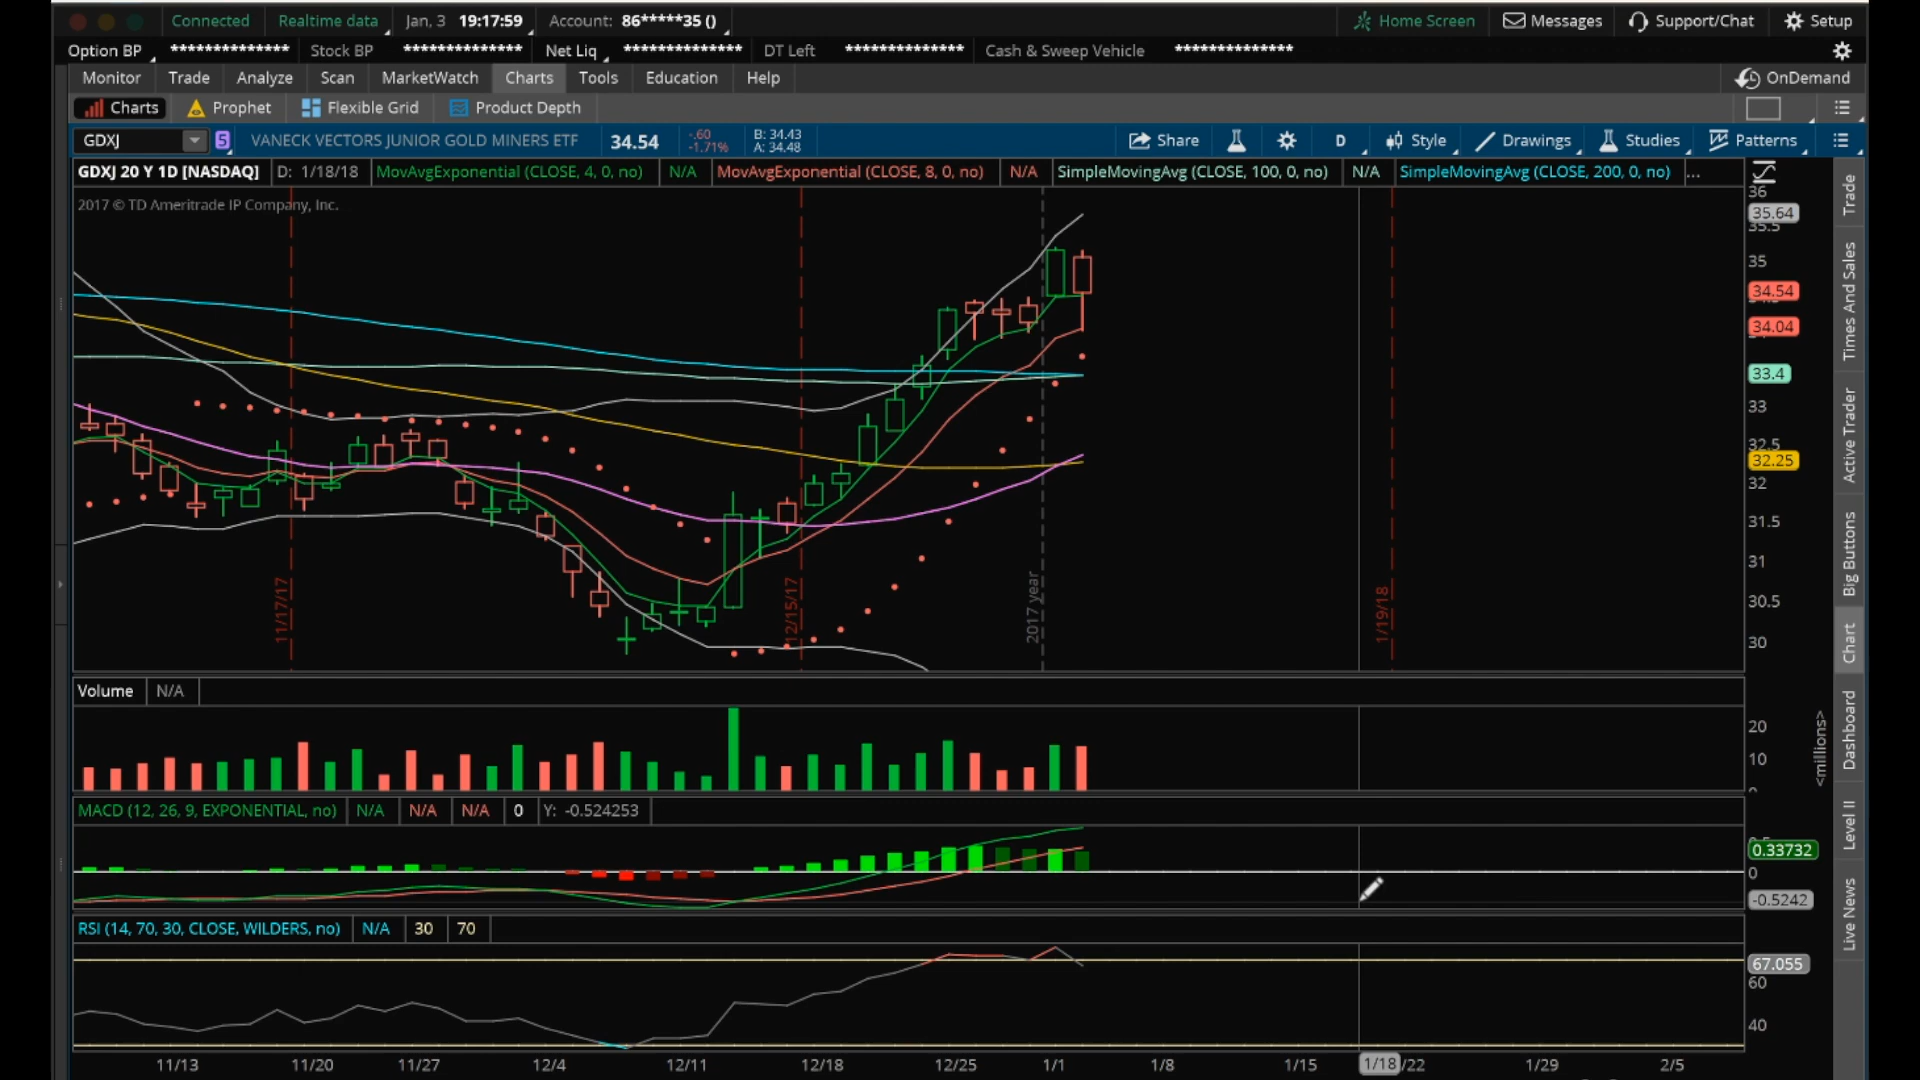 Connected Realtime data Jan, 3 19:17:59 Account: 86*****35 () Home Screen Messages Support/Chat Setup
Option BP ************** Stock BP ************** Net Liq ************** DT Left ************** Cash & Sweep Vehicle **************
Monitor Trade Analyze Scan MarketWatch Charts Tools Education Help OnDemand
Charts Prophet Flexible Grid Product Depth
GDXJ 5 VANECK VECTORS JUNIOR GOLD MINERS ETF 34.54 -.60 -1.71% B: 34.43 A: 34.48 Share D Style Drawings Studies Patterns
GDXJ 20 Y 1D [NASDAQ] D: 1/18/18 MovAvgExponential (CLOSE, 4, 0, no) N/A MovAvgExponential (CLOSE, 8, 0, no) N/A SimpleMovingAvg (CLOSE, 100, 0, no) N/A SimpleMovingAvg (CLOSE, 200, 0, no) ...
2017 © TD Ameritrade IP Company, Inc.
36
35.64
35.5
35
34.54
34.04
33.4
33
32.5
32.25
32
31.5
31
30.5
30
11/17/17
12/15/17
2017 year
1/19/18
Volume N/A
20
10
<millions>
MACD (12, 26, 9, EXPONENTIAL, no) N/A N/A N/A 0 Y: -0.524253
0.33732
0
-0.5242
RSI (14, 70, 30, CLOSE, WILDERS, no) N/A 30 70
67.055
60
40
11/13 11/20 11/27 12/4 12/11 12/18 12/25 1/1 1/8 1/15 1/18 /22 1/29 2/5
Trade
Times And Sales
Active Trader
Big Buttons
Chart
Dashboard
Level II
Live News